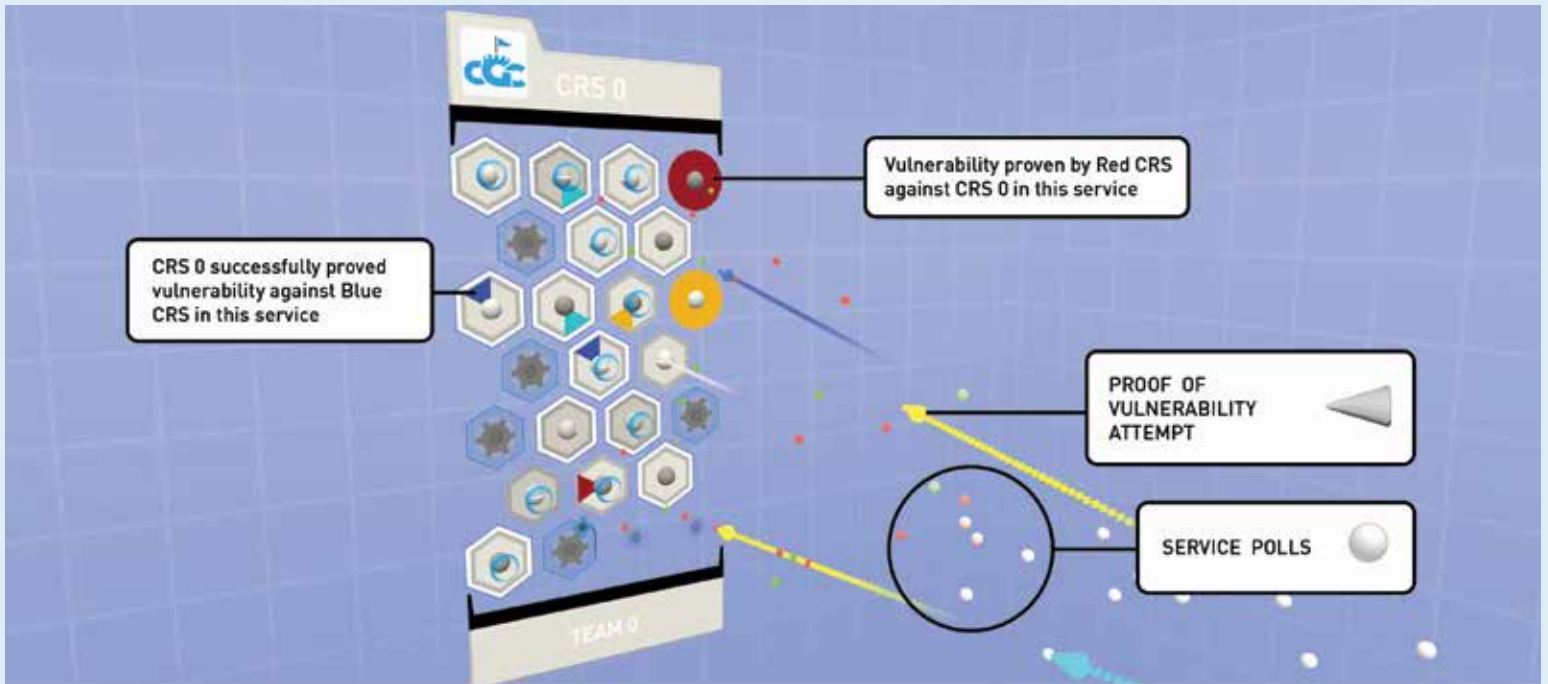 CGC
CRS 0
Vulnerability proven by Red CRS
against CRS 0 in this service
CRS 0 successfully proved
vulnerability against Blue
CRS in this service
PROOF OF
VULNERABILITY
ATTEMPT
SERVICE POLLS
TEAM 0